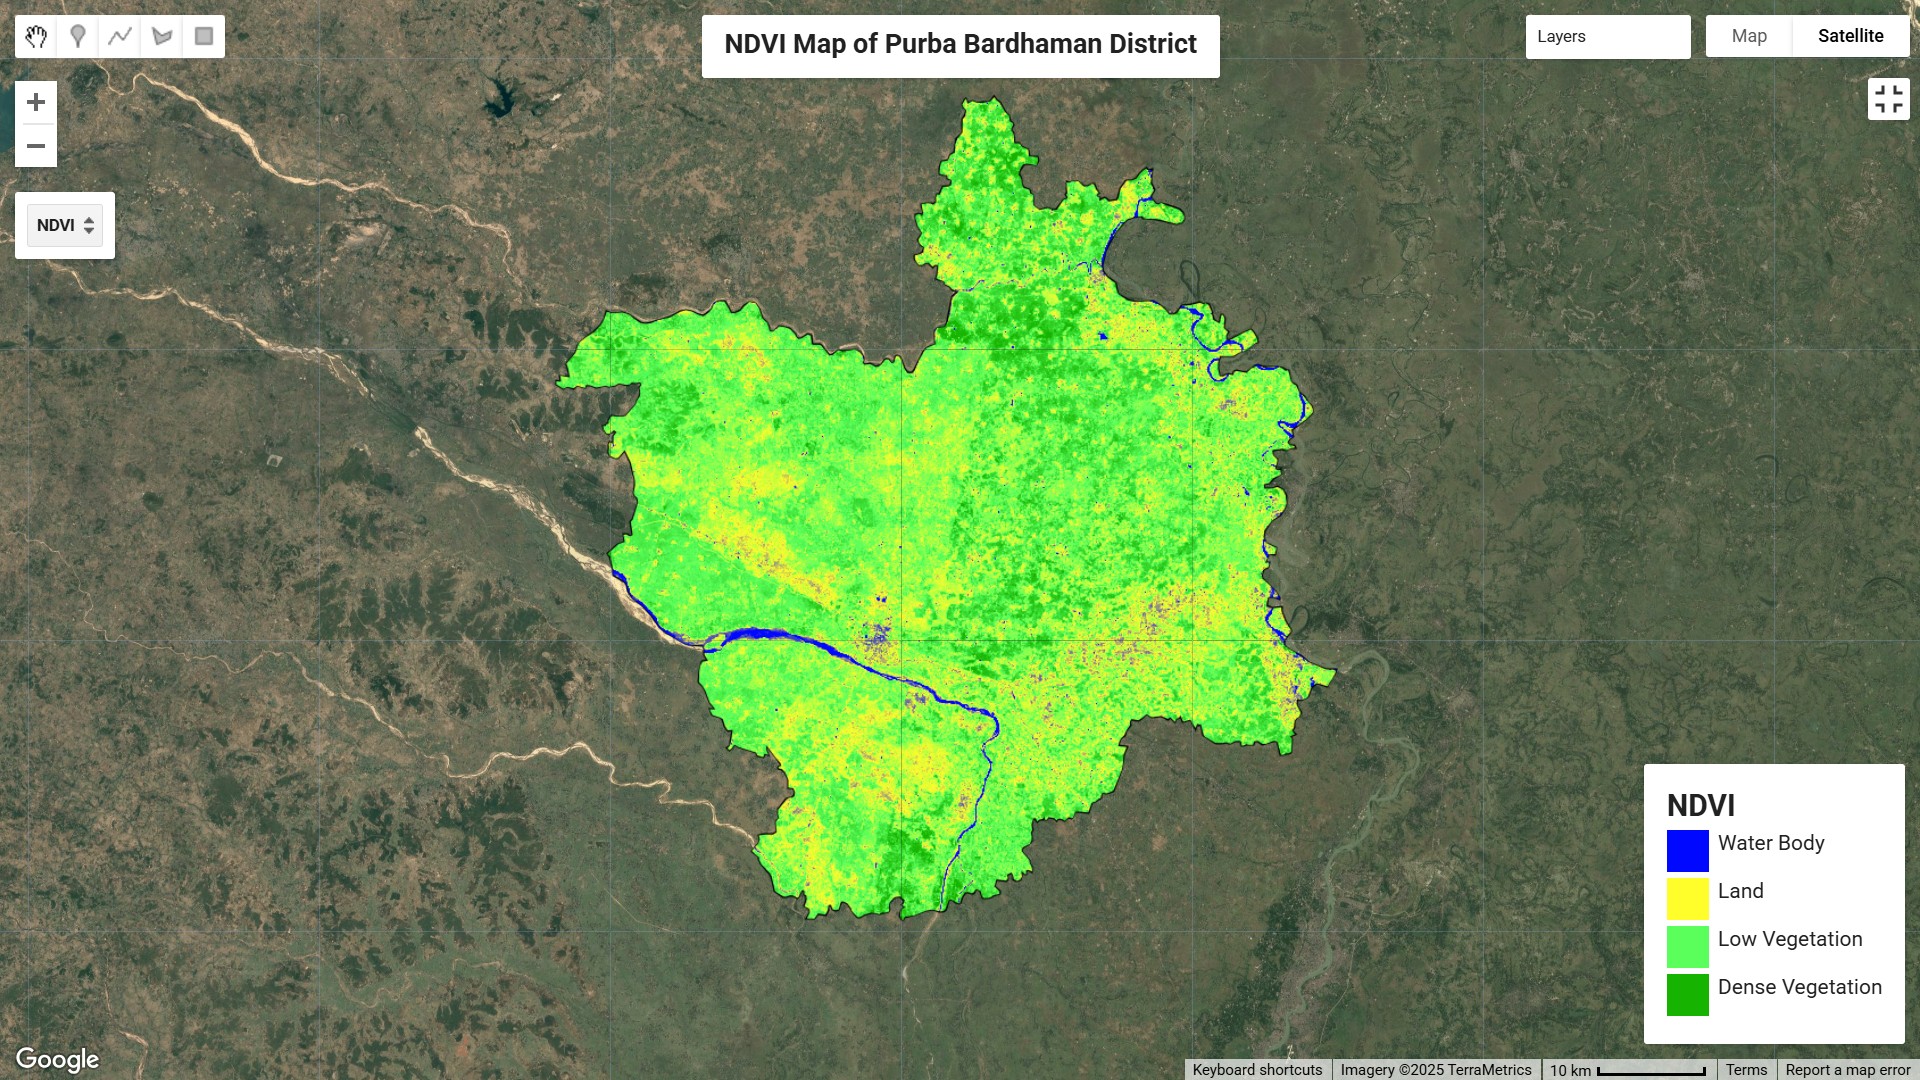 NDVI Map of Purba Bardhaman District
Layers
Map
Satellite
NDVI
NDVI
Water Body
Land
Low Vegetation
Dense Vegetation
Google
Keyboard shortcuts
Imagery ©2025 TerraMetrics
10 km
Terms
Report a map error